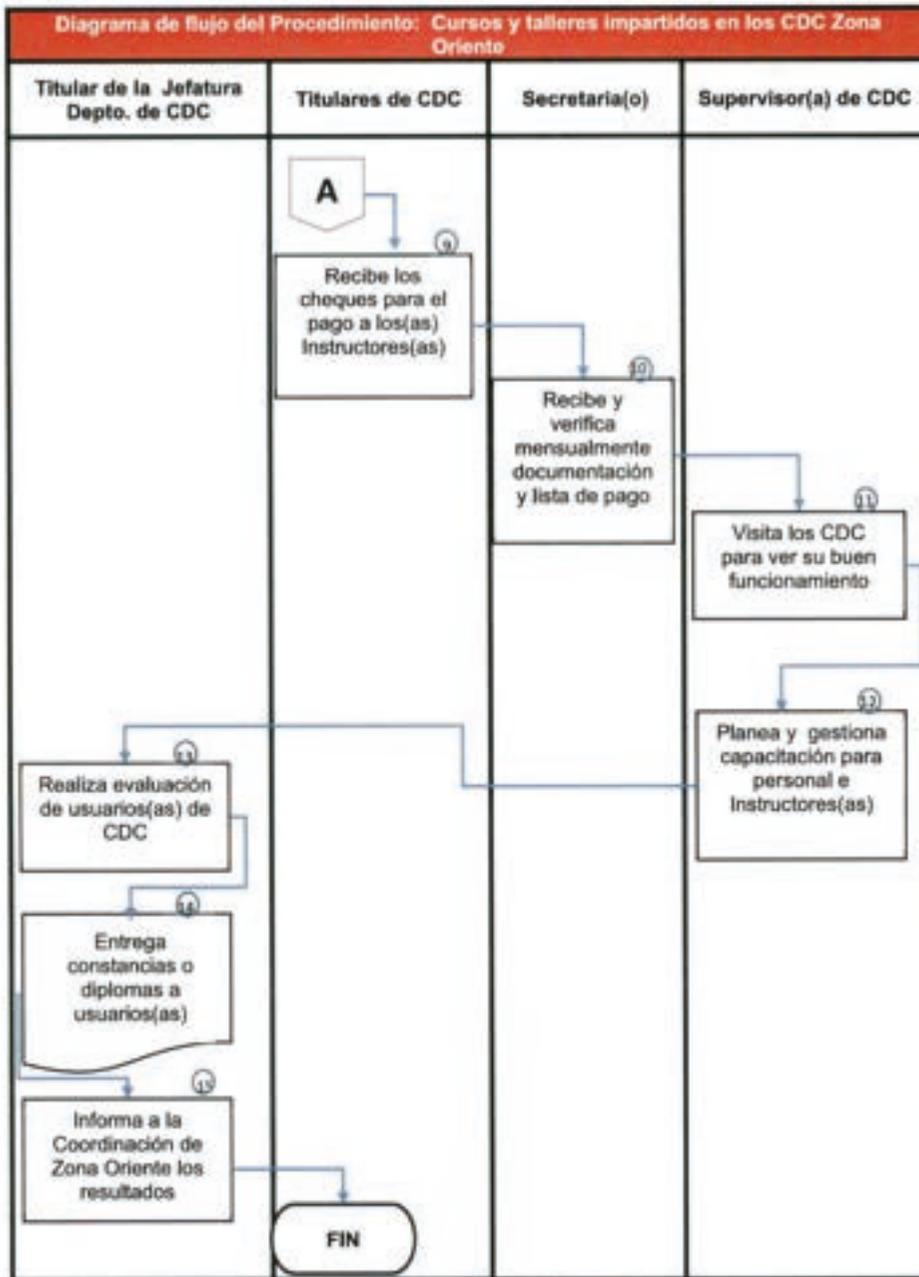 Diagrama de flujo del Procedimiento: Cursos y talleres impartidos en los CDC Zona
Oriente
Titular de la Jefatura
Depto. de CDC
Titulares de CDC
Secretaria(o)
Supervisor(a) de CDC
A
9
Recibe los
cheques para el
pago a los(as)
Instructores(as)
10
Recibe y
verifica
mensualmente
documentación
y lista de pago
11
Visita los CDC
para ver su buen
funcionamiento
12
Planea y gestiona
capacitación para
personal e
Instructores(as)
13
Realiza evaluación
de usuarios(as) de
CDC
14
Entrega
constancias o
diplomas a
usuarios(as)
15
Informa a la
Coordinación de
Zona Oriente los
resultados
FIN